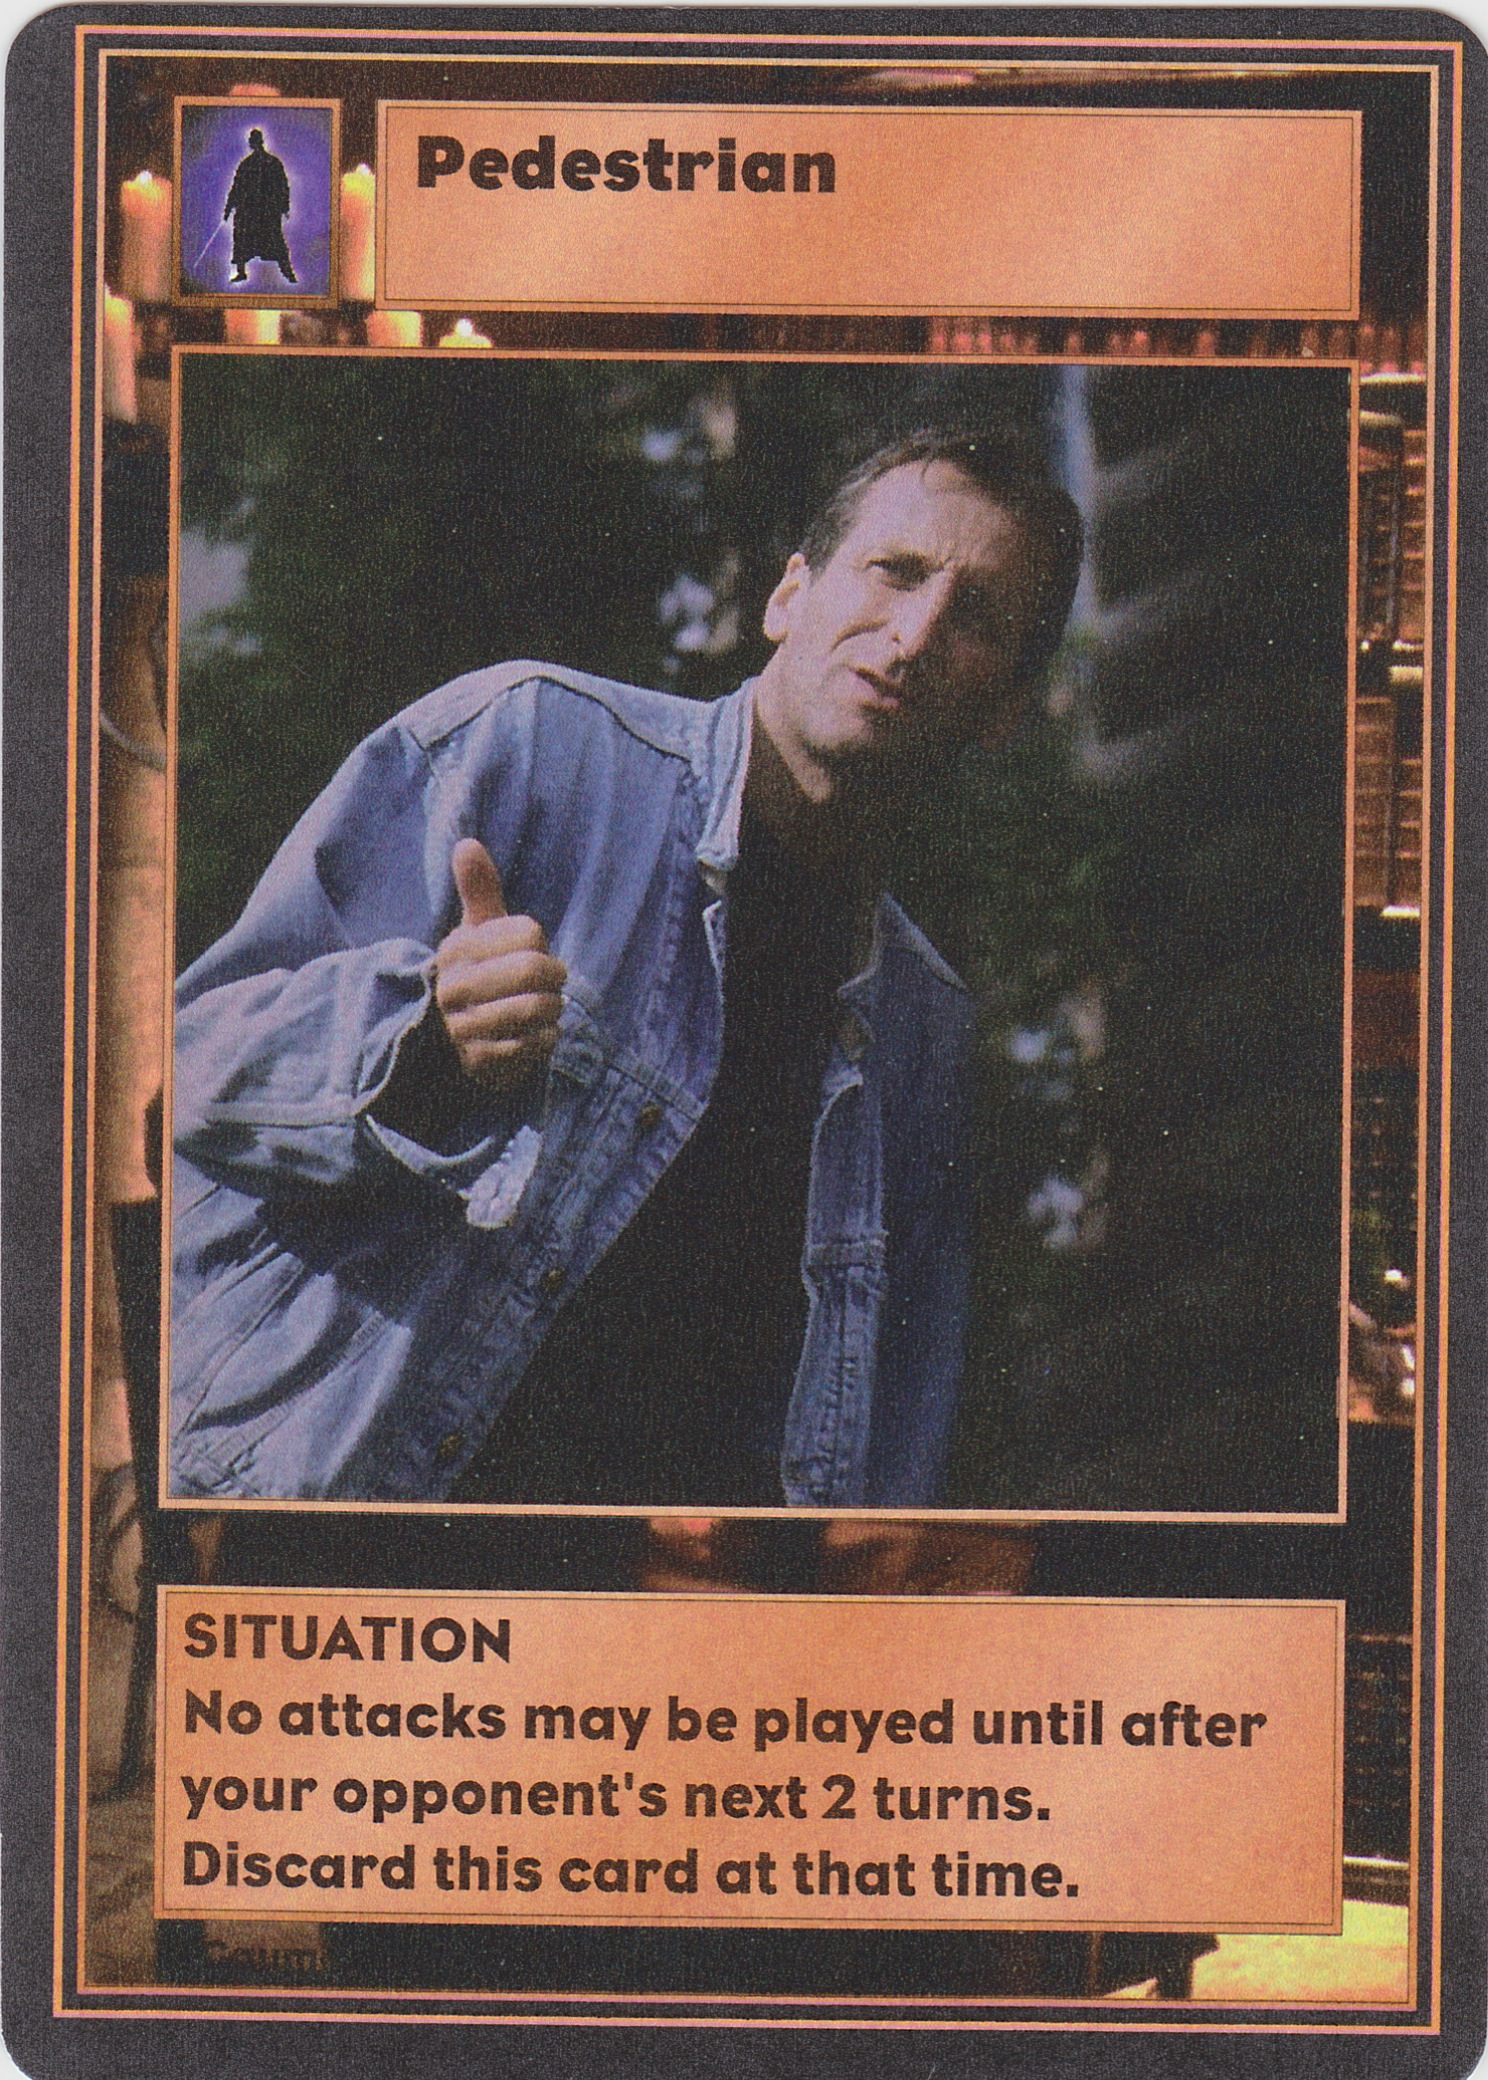 Pedestrian
SITUATION
No attacks may be played until after
your opponent's next 2 turns.
Discard this card at that time.